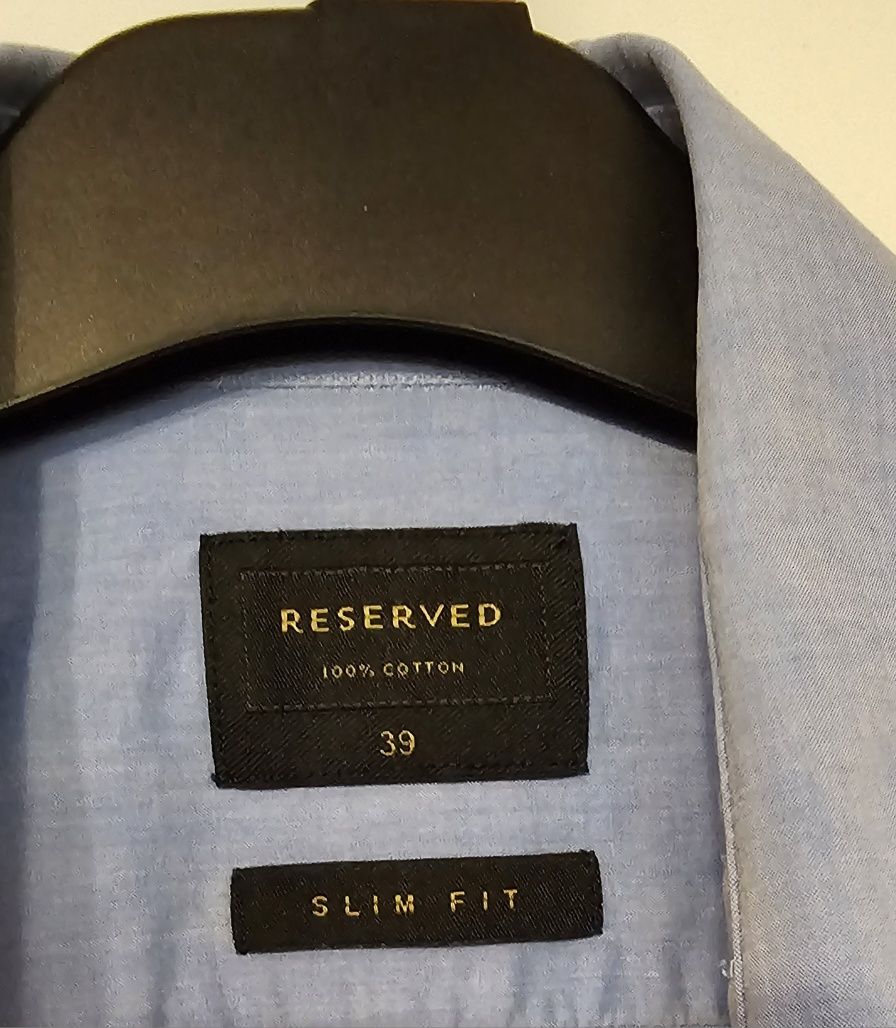 RESERVED
100% COTTON
39
SLIM FIT